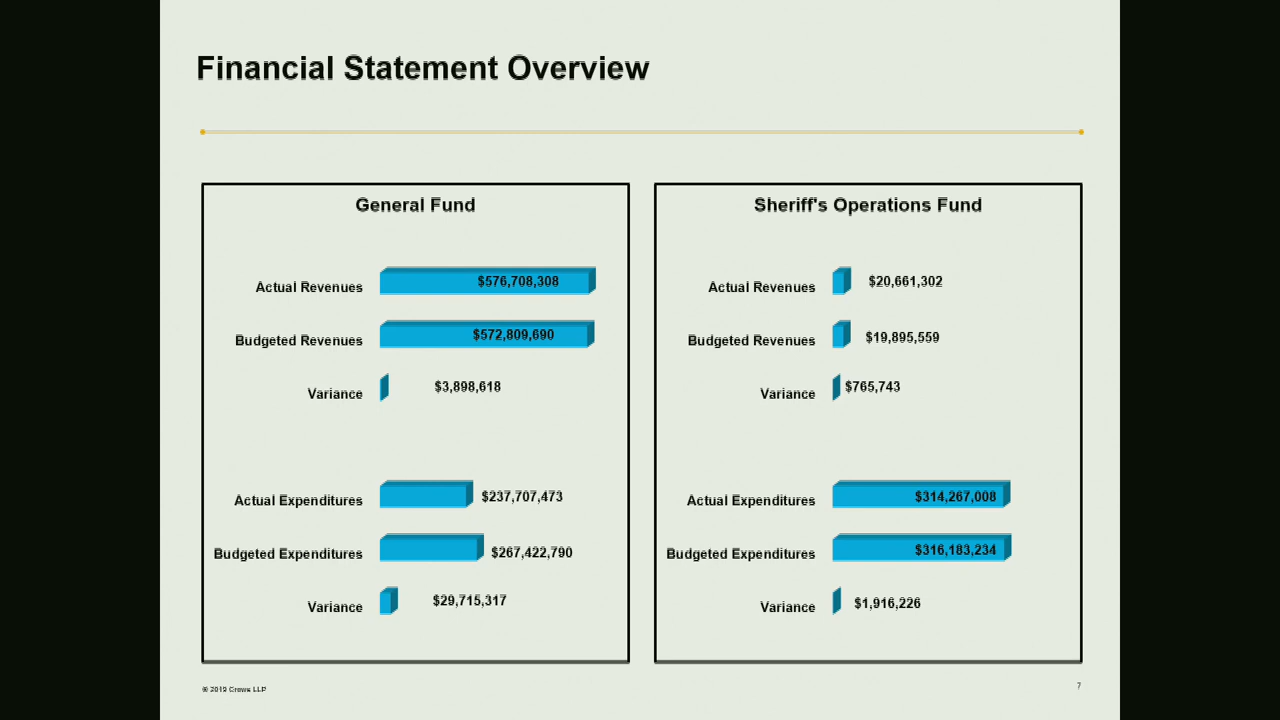 Financial Statement Overview
General Fund
Actual Revenues $576,708,308
Budgeted Revenues $572,809,690
Variance $3,898,618
Actual Expenditures $237,707,473
Budgeted Expenditures $267,422,790
Variance $29,715,317
Sheriff's Operations Fund
Actual Revenues $20,661,302
Budgeted Revenues $19,895,559
Variance $765,743
Actual Expenditures $314,267,008
Budgeted Expenditures $316,183,234
Variance $1,916,226
© 2019 Crowe LLP
7